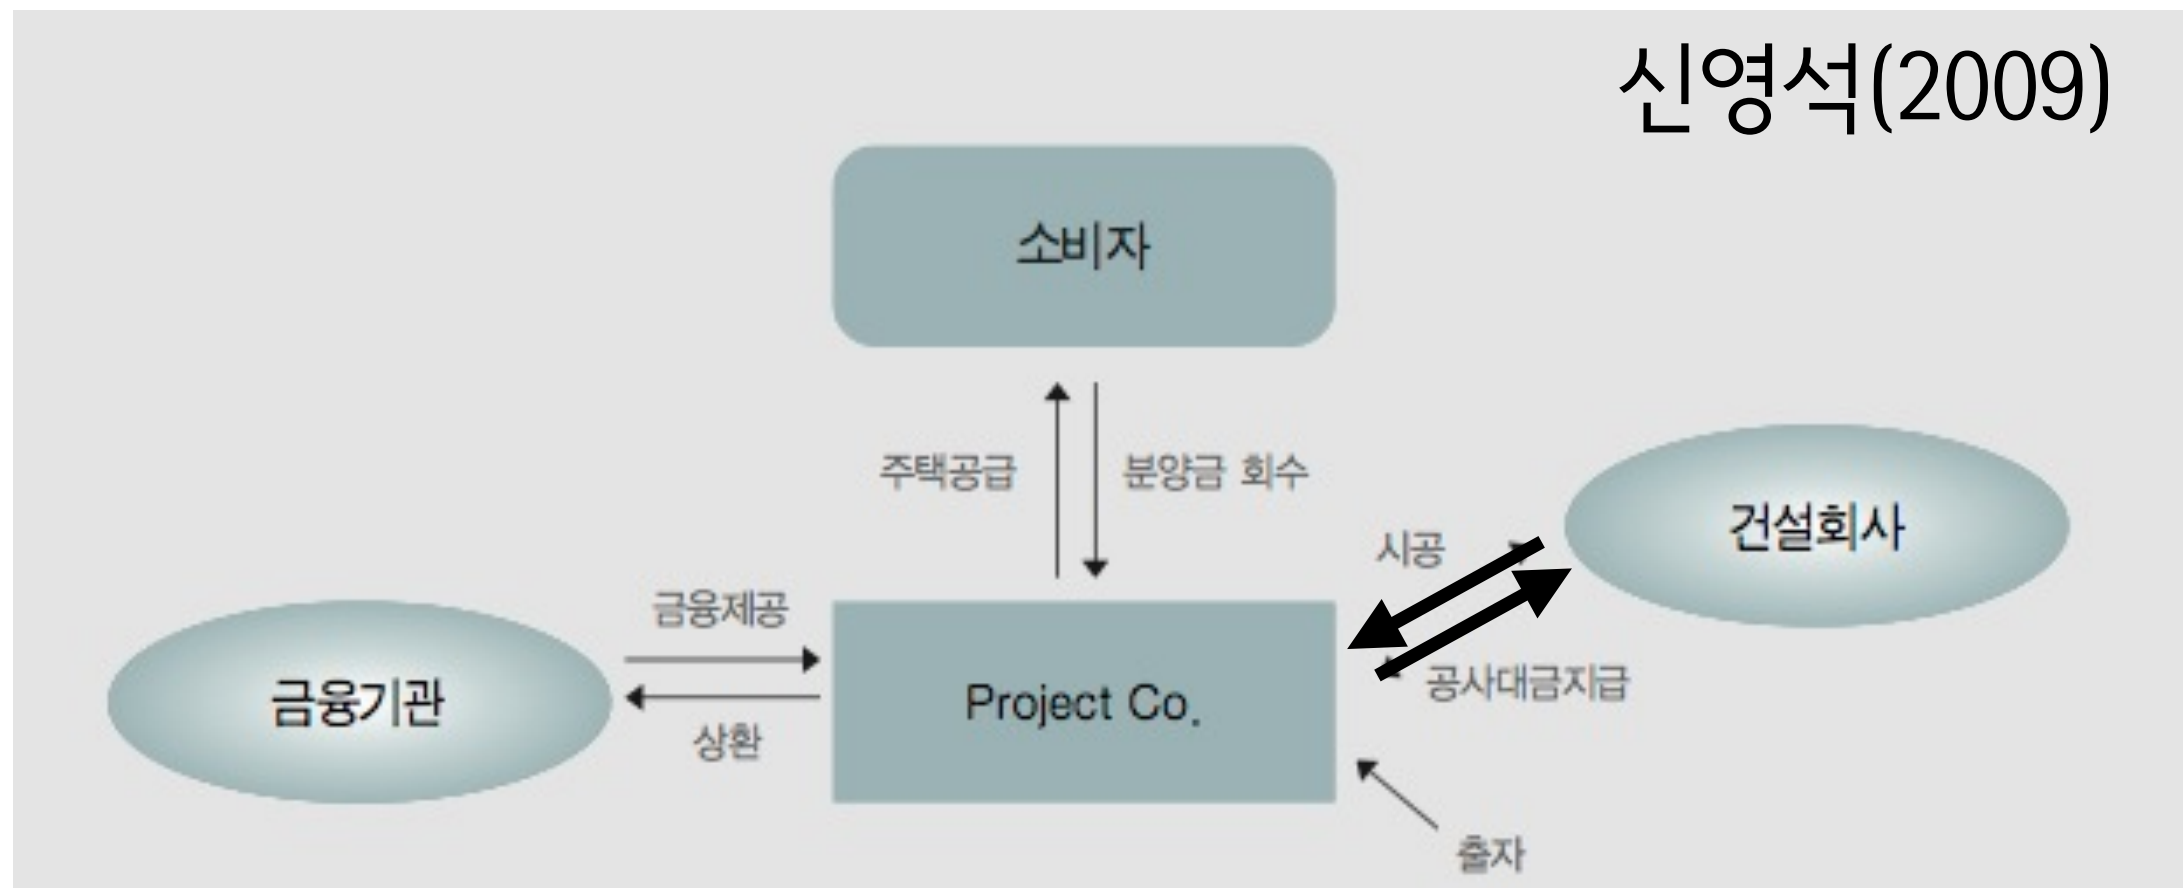 신영석(2009)
소비자
주택공급
분양금 회수
건설회사
시공
금융제공
금융기관
Project Co.
공사대금지급
상환
출자